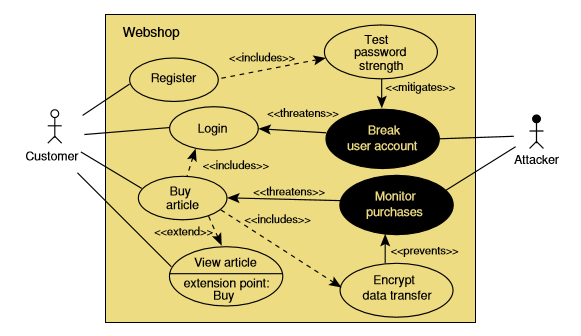 Webshop
Test
password
strength
<<includes>>
Register
<<mitigates>>
<<threatens>>
Login
Break
user account
Customer
Attacker
<<includes>>
Buy
article
<<threatens>>
Monitor
purchases
<<includes>>
<<extend>>
<<prevents>>
View article
extension point:
Buy
Encrypt
data transfer